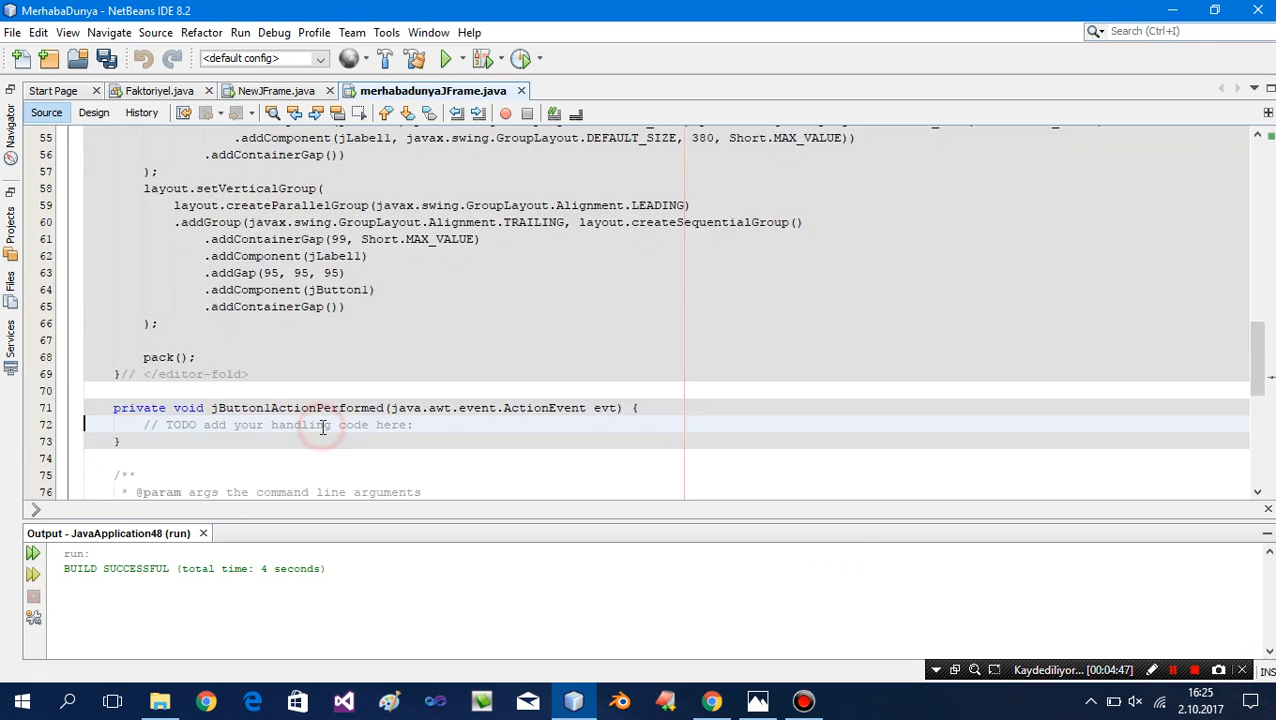 MerhabaDunya - NetBeans IDE 8.2
File Edit View Navigate Source Refactor Run Debug Profile Team Tools Window Help
Search (Ctrl+I)
<default config>
Start Page Faktoriyel.java NewJFrame.java merhabadunyaJFrame.java
Source Design History
Navigator
Projects
Files
Services
55 .addComponent(jLabel1, javax.swing.GroupLayout.DEFAULT_SIZE, 380, Short.MAX_VALUE))
56 .addContainerGap())
57 );
58 layout.setVerticalGroup(
59 layout.createParallelGroup(javax.swing.GroupLayout.Alignment.LEADING)
60 .addGroup(javax.swing.GroupLayout.Alignment.TRAILING, layout.createSequentialGroup()
61 .addContainerGap(99, Short.MAX_VALUE)
62 .addComponent(jLabel1)
63 .addGap(95, 95, 95)
64 .addComponent(jButton1)
65 .addContainerGap())
66 );
67
68 pack();
69 }// </editor-fold>
70
71 private void jButton1ActionPerformed(java.awt.event.ActionEvent evt) {
72 // TODO add your handling code here:
73 }
74
75 /**
76 * @param args the command line arguments
Output - JavaApplication48 (run)
run:
BUILD SUCCESSFUL (total time: 4 seconds)
Kaydediliyor... [00:04:47]
INS
16:25
2.10.2017